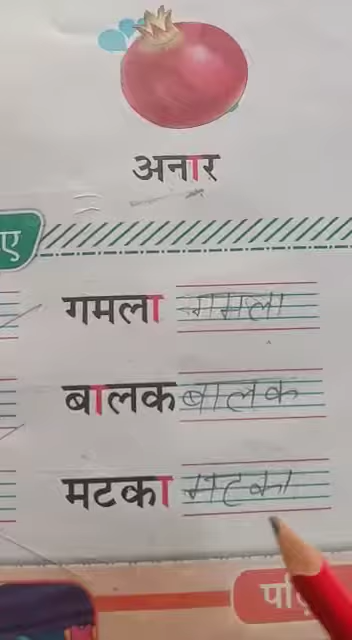 अनार
ए
गमला गमला
बालक बालक
मटका मटका